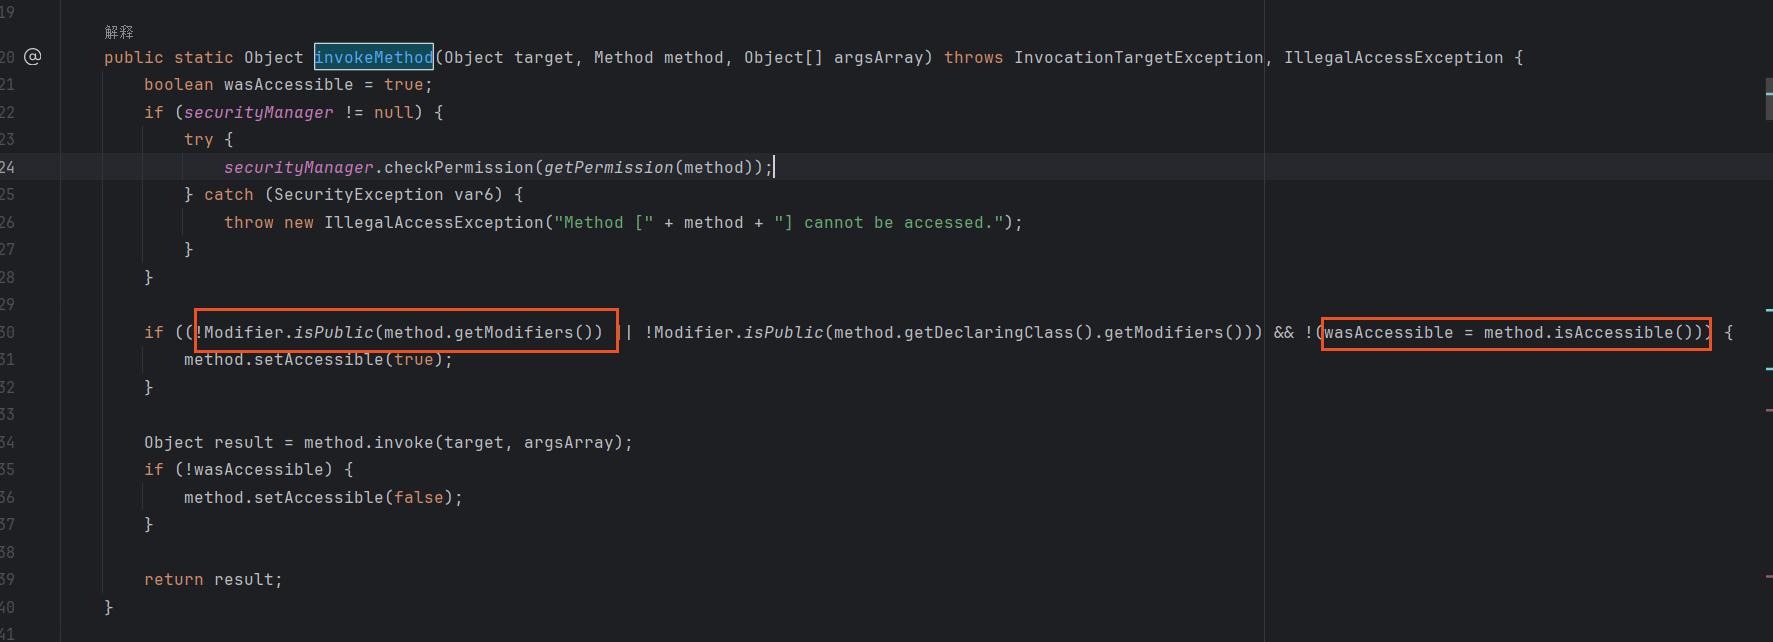 19
解释
20 @ public static Object invokeMethod(Object target, Method method, Object[] argsArray) throws InvocationTargetException, IllegalAccessException {
21 boolean wasAccessible = true;
22 if (securityManager != null) {
23 try {
24 securityManager.checkPermission(getPermission(method));
25 } catch (SecurityException var6) {
26 throw new IllegalAccessException("Method [" + method + "] cannot be accessed.");
27 }
28 }
29
30 if ((!Modifier.isPublic(method.getModifiers()) || !Modifier.isPublic(method.getDeclaringClass().getModifiers())) && !(wasAccessible = method.isAccessible())) {
31 method.setAccessible(true);
32 }
33
34 Object result = method.invoke(target, argsArray);
35 if (!wasAccessible) {
36 method.setAccessible(false);
37 }
38
39 return result;
40 }
41